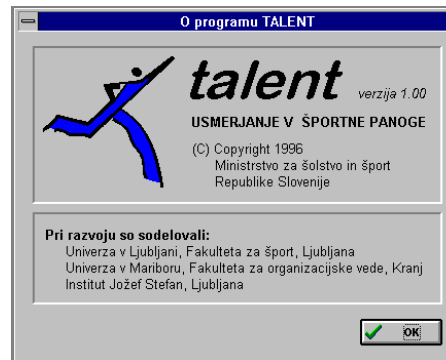 O programu TALENT
talent verzija 1.00
USMERJANJE V ŠPORTNE PANOGE
(C) Copyright 1996
Ministrstvo za šolstvo in šport
Republike Slovenije
Pri razvoju so sodelovali:
Univerza v Ljubljani, Fakulteta za šport, Ljubljana
Univerza v Mariboru, Fakulteta za organizacijske vede, Kranj
Institut Jožef Stefan, Ljubljana
OK